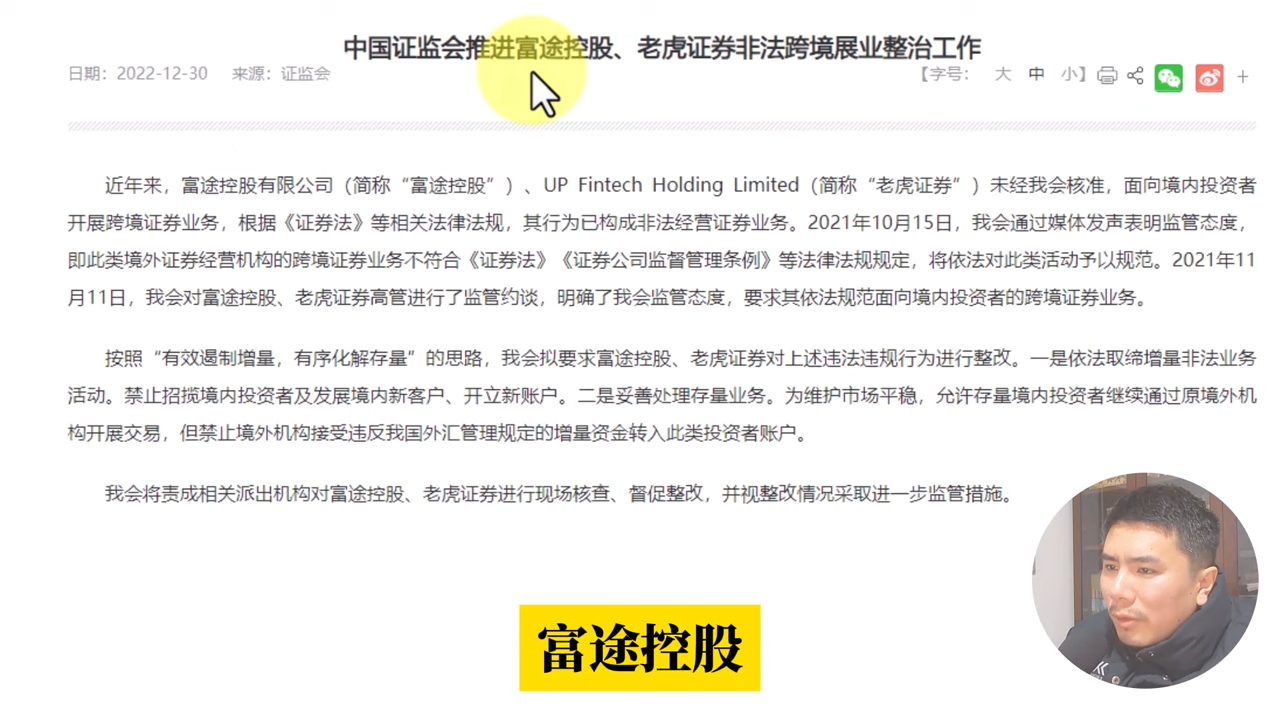 中国证监会推进富途控股、老虎证券非法跨境展业整治工作
日期：2022-12-30 来源：证监会 【字号： 大 中 小】
近年来，富途控股有限公司（简称“富途控股”）、UP Fintech Holding Limited（简称“老虎证券”）未经我会核准，面向境内投资者
开展跨境证券业务，根据《证券法》等相关法律法规，其行为已构成非法经营证券业务。2021年10月15日，我会通过媒体发声表明监管态度，
即此类境外证券经营机构的跨境证券业务不符合《证券法》《证券公司监督管理条例》等法律法规规定，将依法对此类活动予以规范。2021年11
月11日，我会对富途控股、老虎证券高管进行了监管约谈，明确了我会监管态度，要求其依法规范面向境内投资者的跨境证券业务。
按照“有效遏制增量，有序化解存量”的思路，我会拟要求富途控股、老虎证券对上述违法违规行为进行整改。一是依法取缔增量非法业务
活动。禁止招揽境内投资者及发展境内新客户、开立新账户。二是妥善处理存量业务。为维护市场平稳，允许存量境内投资者继续通过原境外机
构开展交易，但禁止境外机构接受违反我国外汇管理规定的增量资金转入此类投资者账户。
我会将责成相关派出机构对富途控股、老虎证券进行现场核查、督促整改，并视整改情况采取进一步监管措施。
富途控股